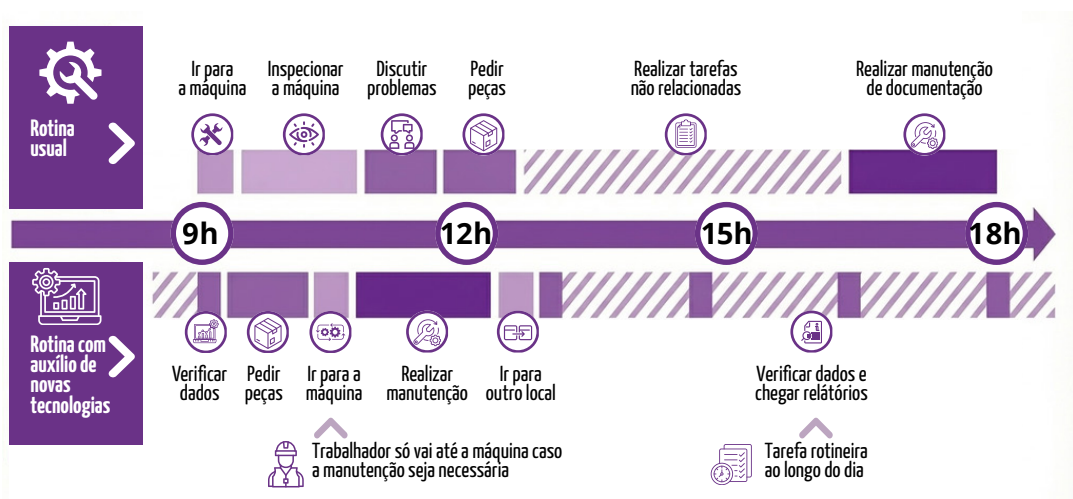 Rotina
usual
Ir para
a máquina
Inspecionar
a máquina
Discutir
problemas
Pedir
peças
Realizar tarefas
não relacionadas
Realizar manutenção
de documentação
9h
12h
15h
18h
Rotina com
auxílio de
novas
tecnologias
Verificar
dados
Pedir
peças
Ir para a
máquina
Realizar
manutenção
Ir para
outro local
Verificar dados e
chegar relátórios
Trabalhador só vai até a máquina caso
a manutenção seja necessária
Tarefa rotineira
ao longo do dia